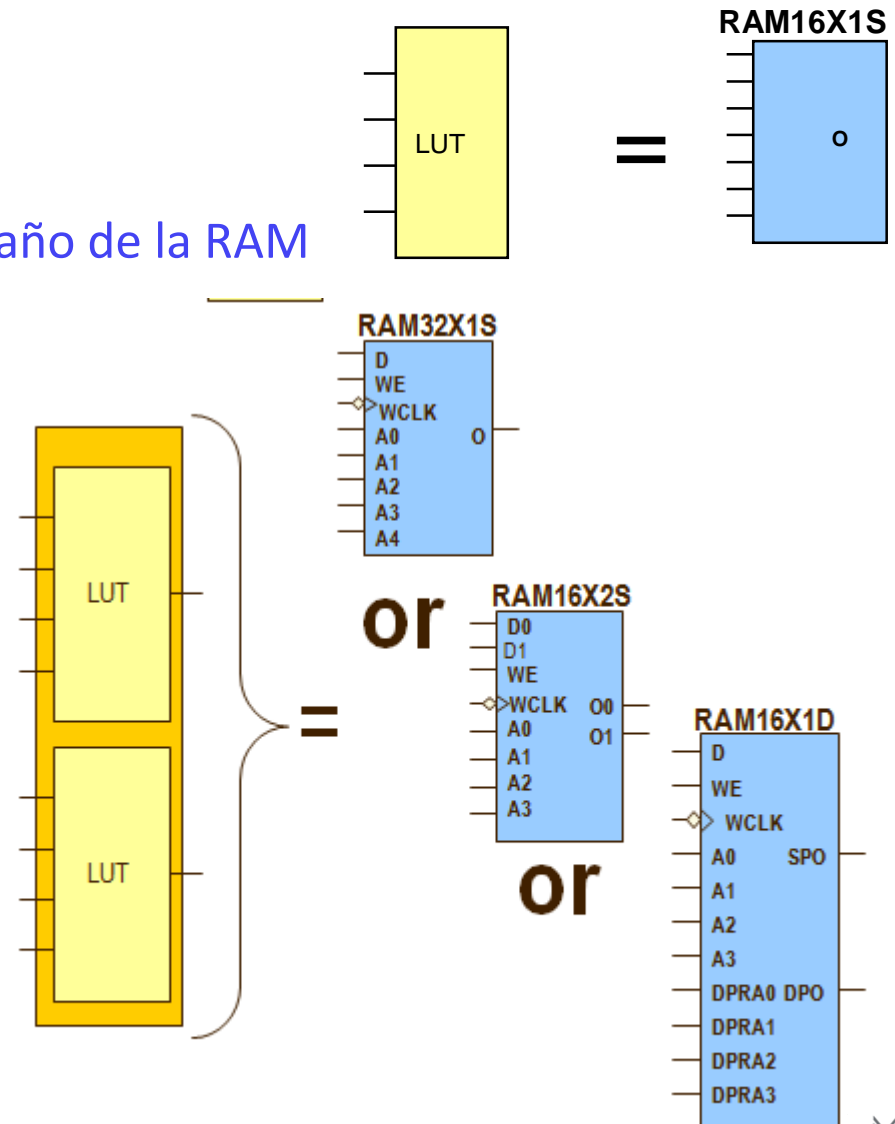 RAM16X1S
LUT
=
O
año de la RAM
RAM32X1S
D
WE
WCLK
A0 O
A1
A2
A3
A4
LUT
or
RAM16X2S
D0
D1
WE
WCLK O0
A0 O1
A1
A2
A3
=
RAM16X1D
D
WE
WCLK
A0 SPO
A1
A2
A3
DPRA0 DPO
DPRA1
DPRA2
DPRA3
or
LUT